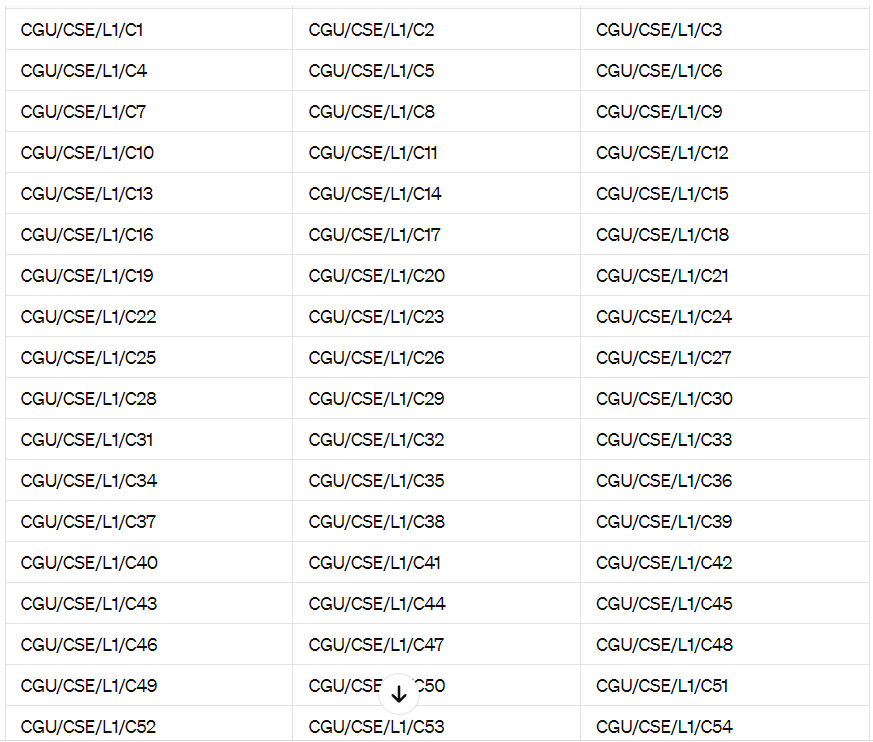 CGU/CSE/L1/C1 CGU/CSE/L1/C2 CGU/CSE/L1/C3
CGU/CSE/L1/C4 CGU/CSE/L1/C5 CGU/CSE/L1/C6
CGU/CSE/L1/C7 CGU/CSE/L1/C8 CGU/CSE/L1/C9
CGU/CSE/L1/C10 CGU/CSE/L1/C11 CGU/CSE/L1/C12
CGU/CSE/L1/C13 CGU/CSE/L1/C14 CGU/CSE/L1/C15
CGU/CSE/L1/C16 CGU/CSE/L1/C17 CGU/CSE/L1/C18
CGU/CSE/L1/C19 CGU/CSE/L1/C20 CGU/CSE/L1/C21
CGU/CSE/L1/C22 CGU/CSE/L1/C23 CGU/CSE/L1/C24
CGU/CSE/L1/C25 CGU/CSE/L1/C26 CGU/CSE/L1/C27
CGU/CSE/L1/C28 CGU/CSE/L1/C29 CGU/CSE/L1/C30
CGU/CSE/L1/C31 CGU/CSE/L1/C32 CGU/CSE/L1/C33
CGU/CSE/L1/C34 CGU/CSE/L1/C35 CGU/CSE/L1/C36
CGU/CSE/L1/C37 CGU/CSE/L1/C38 CGU/CSE/L1/C39
CGU/CSE/L1/C40 CGU/CSE/L1/C41 CGU/CSE/L1/C42
CGU/CSE/L1/C43 CGU/CSE/L1/C44 CGU/CSE/L1/C45
CGU/CSE/L1/C46 CGU/CSE/L1/C47 CGU/CSE/L1/C48
CGU/CSE/L1/C49 CGU/CSE C50 CGU/CSE/L1/C51
CGU/CSE/L1/C52 CGU/CSE/L1/C53 CGU/CSE/L1/C54